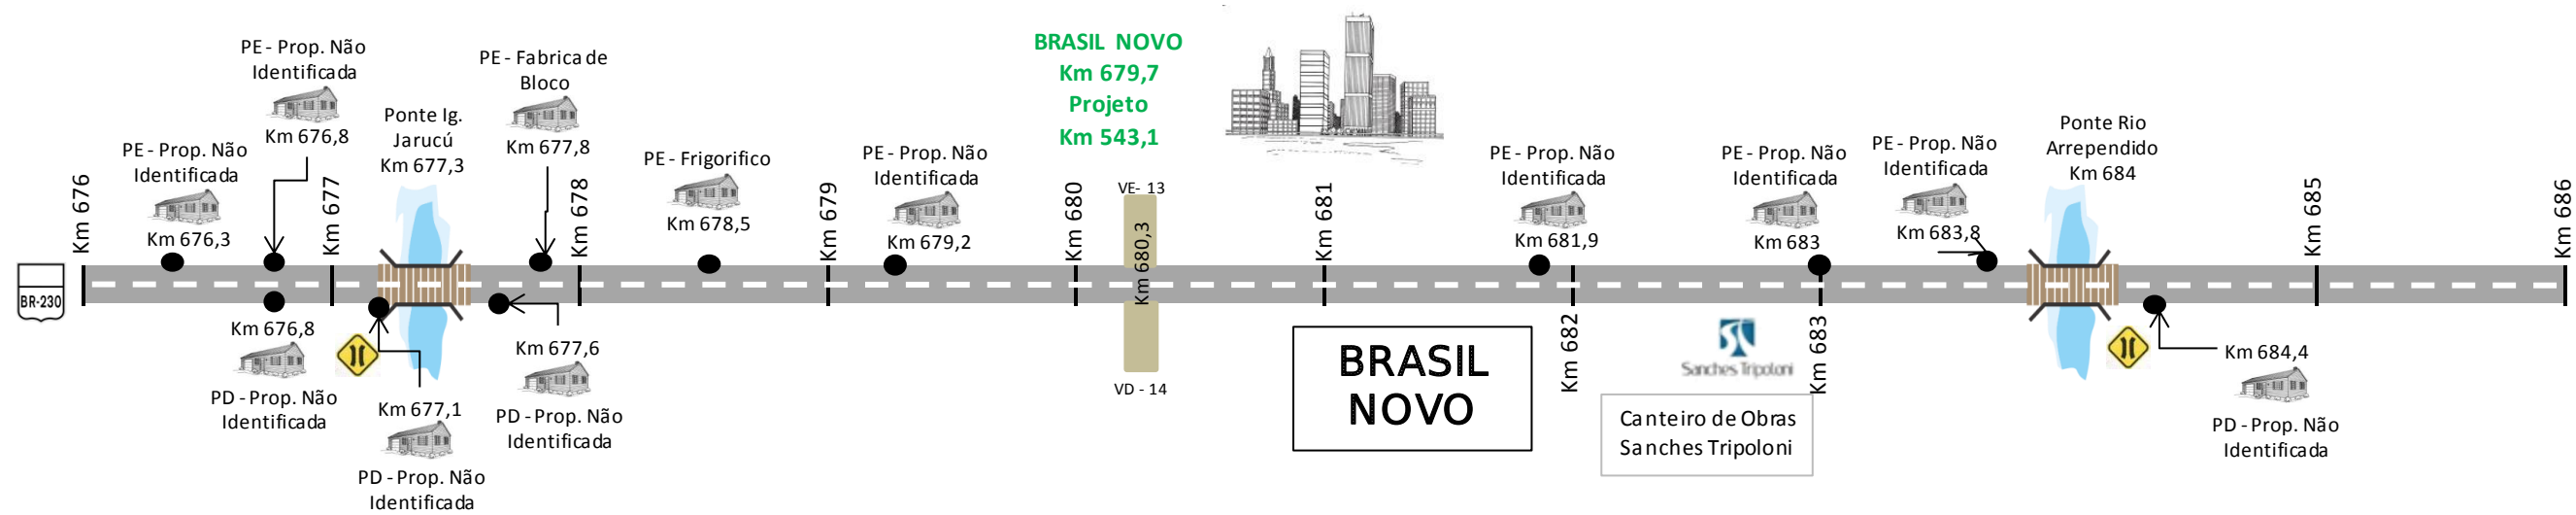 BR-230
Km 676
PE - Prop. Não
Identificada
Km 676,3
PE - Prop. Não
Identificada
Km 676,8
Km 676,8
PD - Prop. Não
Identificada
Km 677
Ponte Ig.
Jarucú
Km 677,3
Km 677,1
PD - Prop. Não
Identificada
PE - Fabrica de
Bloco
Km 677,8
Km 677,6
PD - Prop. Não
Identificada
Km 678
PE - Frigorifico
Km 678,5
Km 679
PE - Prop. Não
Identificada
Km 679,2
BRASIL NOVO
Km 679,7
Projeto
Km 543,1
Km 680
VE- 13
Km 680,3
VD - 14
Km 681
BRASIL
NOVO
PE - Prop. Não
Identificada
Km 681,9
Km 682
Sanches Tripoloni
Canteiro de Obras
Sanches Tripoloni
PE - Prop. Não
Identificada
Km 683
Km 683
PE - Prop. Não
Identificada
Km 683,8
Ponte Rio
Arrependido
Km 684
Km 684,4
PD - Prop. Não
Identificada
Km 685
Km 686